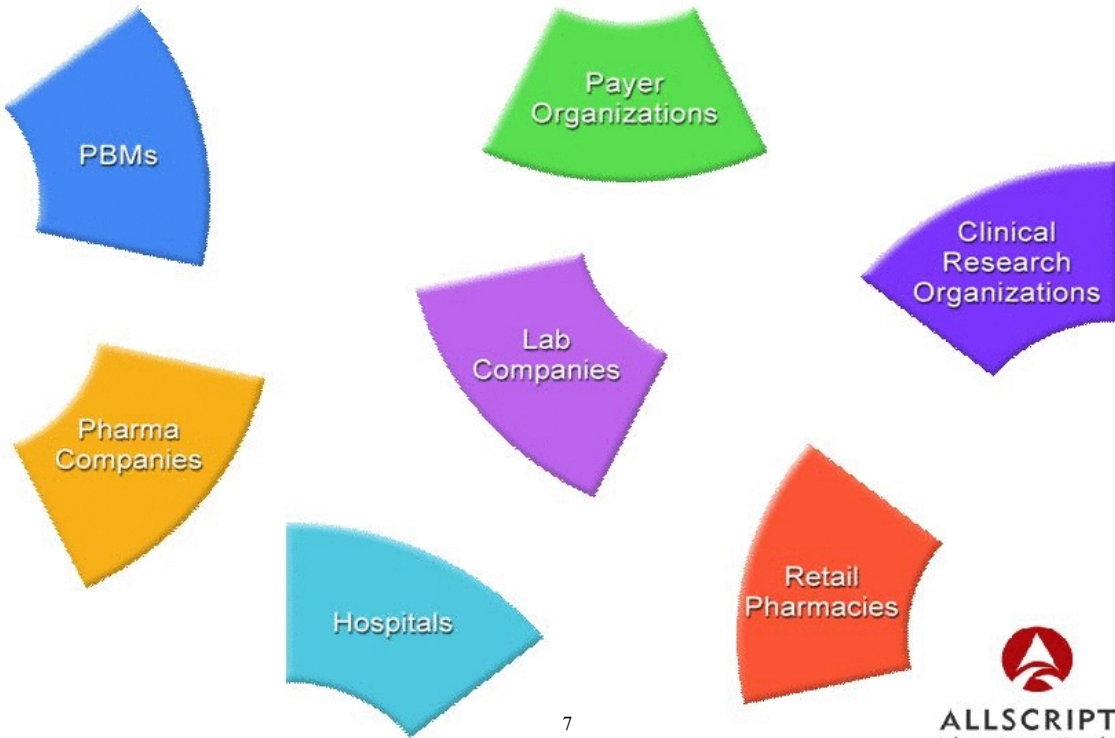 PBMs
Payer
Organizations
Clinical
Research
Organizations
Lab
Companies
Pharma
Companies
Hospitals
Retail
Pharmacies
7
ALLSCRIPT